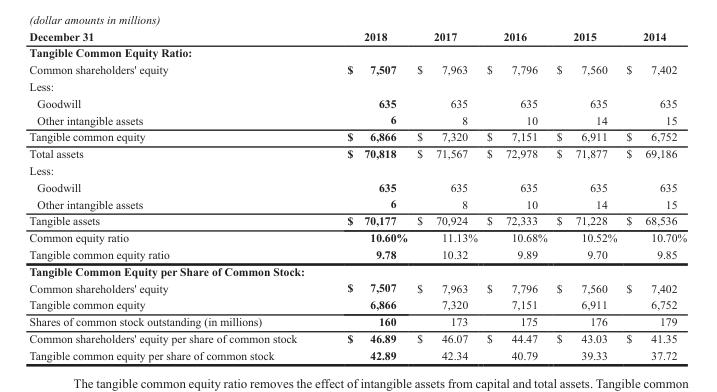 (dollar amounts in millions)
December 31 2018 2017 2016 2015 2014
Tangible Common Equity Ratio:
Common shareholders' equity $ 7,507 $ 7,963 $ 7,796 $ 7,560 $ 7,402
Less:
Goodwill 635 635 635 635 635
Other intangible assets 6 8 10 14 15
Tangible common equity $ 6,866 $ 7,320 $ 7,151 $ 6,911 $ 6,752
Total assets $ 70,818 $ 71,567 $ 72,978 $ 71,877 $ 69,186
Less:
Goodwill 635 635 635 635 635
Other intangible assets 6 8 10 14 15
Tangible assets $ 70,177 $ 70,924 $ 72,333 $ 71,228 $ 68,536
Common equity ratio 10.60% 11.13% 10.68% 10.52% 10.70%
Tangible common equity ratio 9.78 10.32 9.89 9.70 9.85
Tangible Common Equity per Share of Common Stock:
Common shareholders' equity $ 7,507 $ 7,963 $ 7,796 $ 7,560 $ 7,402
Tangible common equity 6,866 7,320 7,151 6,911 6,752
Shares of common stock outstanding (in millions) 160 173 175 176 179
Common shareholders' equity per share of common stock $ 46.89 $ 46.07 $ 44.47 $ 43.03 $ 41.35
Tangible common equity per share of common stock 42.89 42.34 40.79 39.33 37.72
The tangible common equity ratio removes the effect of intangible assets from capital and total assets. Tangible common